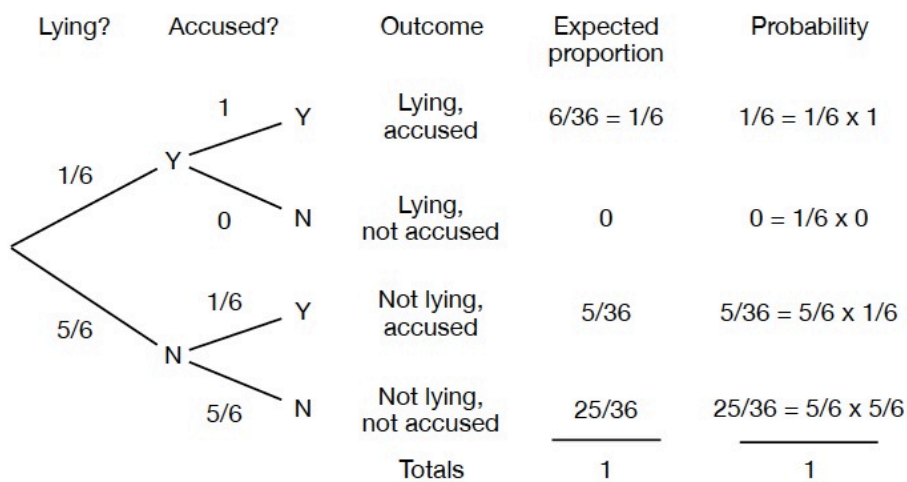 Lying? Accused? Outcome Expected proportion Probability
1 Y Lying, accused 6/36 = 1/6 1/6 = 1/6 x 1
Y
1/6
0 N Lying, not accused 0 0 = 1/6 x 0
1/6 Y Not lying, accused 5/36 5/36 = 5/6 x 1/6
5/6
N
5/6 N Not lying, not accused 25/36 25/36 = 5/6 x 5/6
Totals 1 1